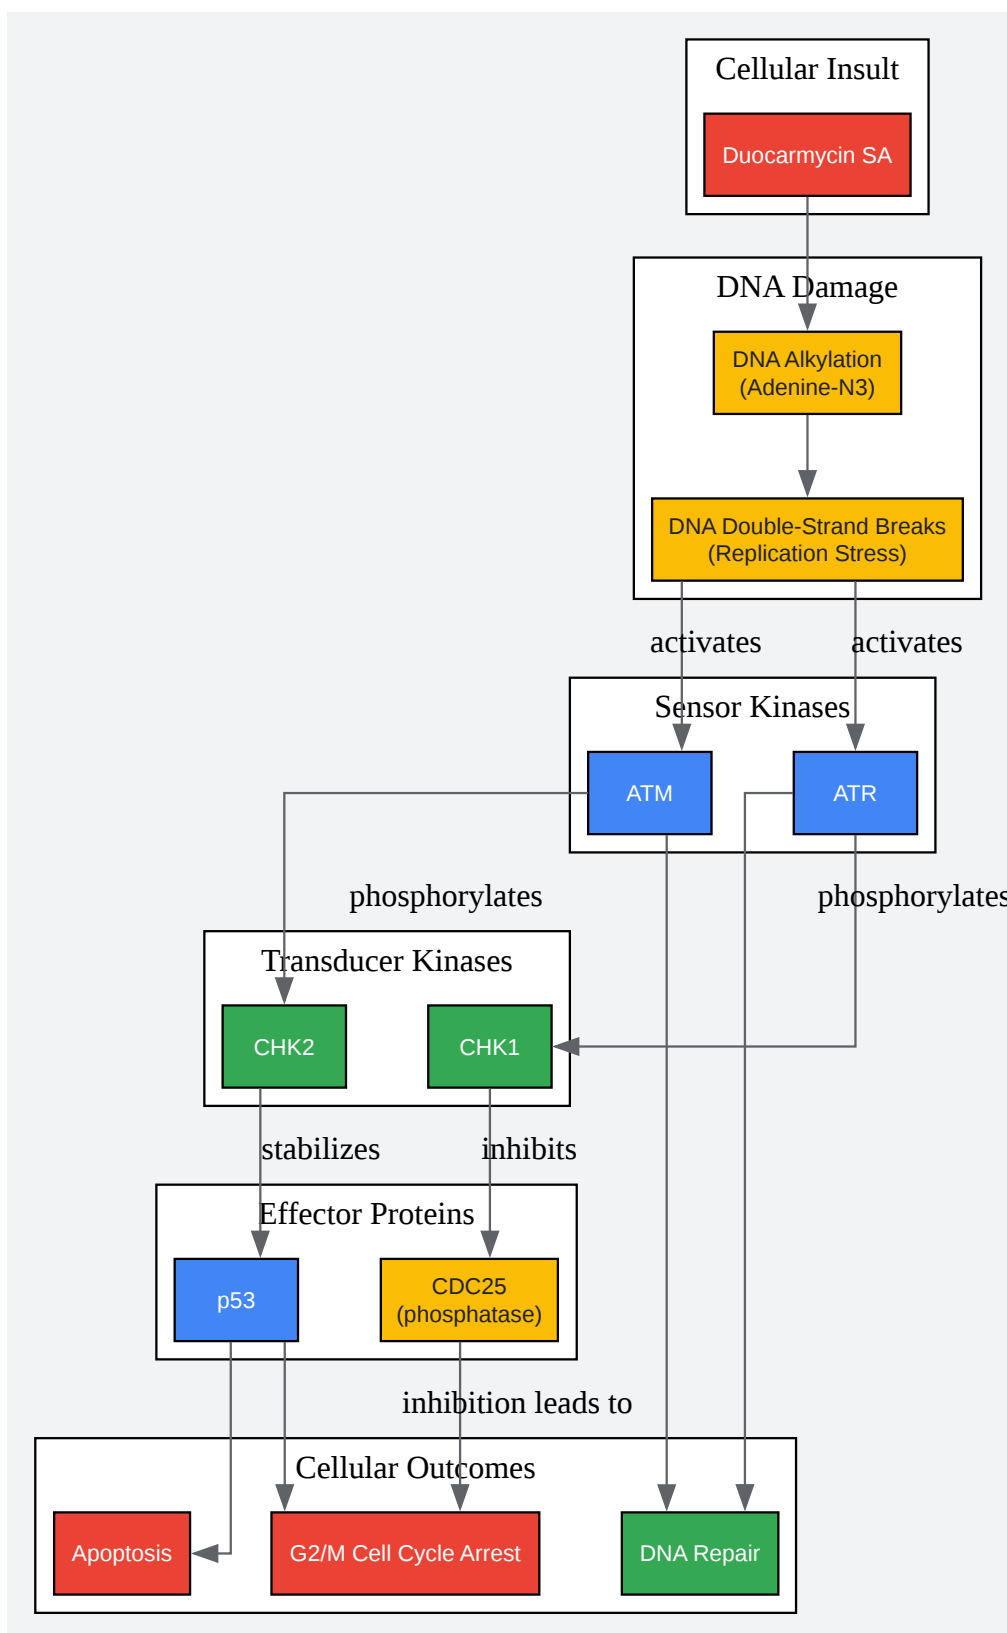 Cellular Insult
Duocarmycin SA
DNA Damage
DNA Alkylation
(Adenine-N3)
DNA Double-Strand Breaks
(Replication Stress)
activates
activates
Sensor Kinases
ATM
ATR
phosphorylates
phosphorylates
Transducer Kinases
CHK2
CHK1
stabilizes
inhibits
Effector Proteins
p53
CDC25
(phosphatase)
inhibition leads to
Cellular Outcomes
Apoptosis
G2/M Cell Cycle Arrest
DNA Repair